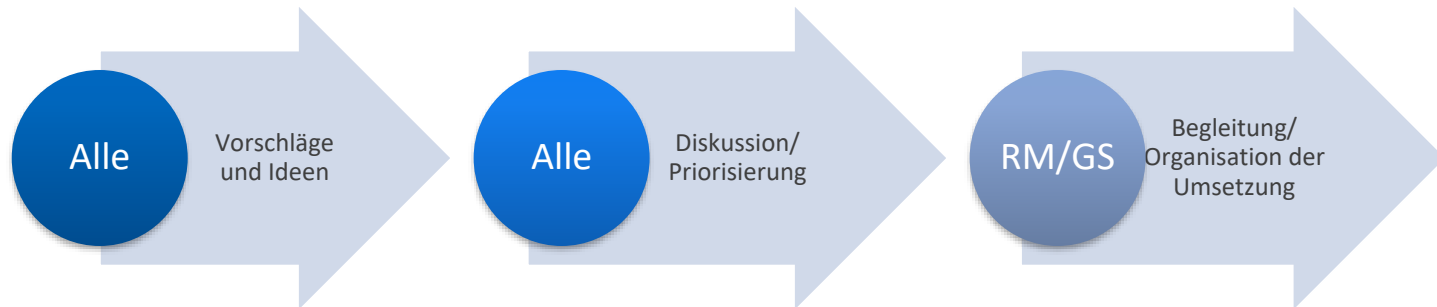 Alle
Vorschläge
und Ideen
Alle
Diskussion/
Priorisierung
RM/GS
Begleitung/
Organisation der
Umsetzung